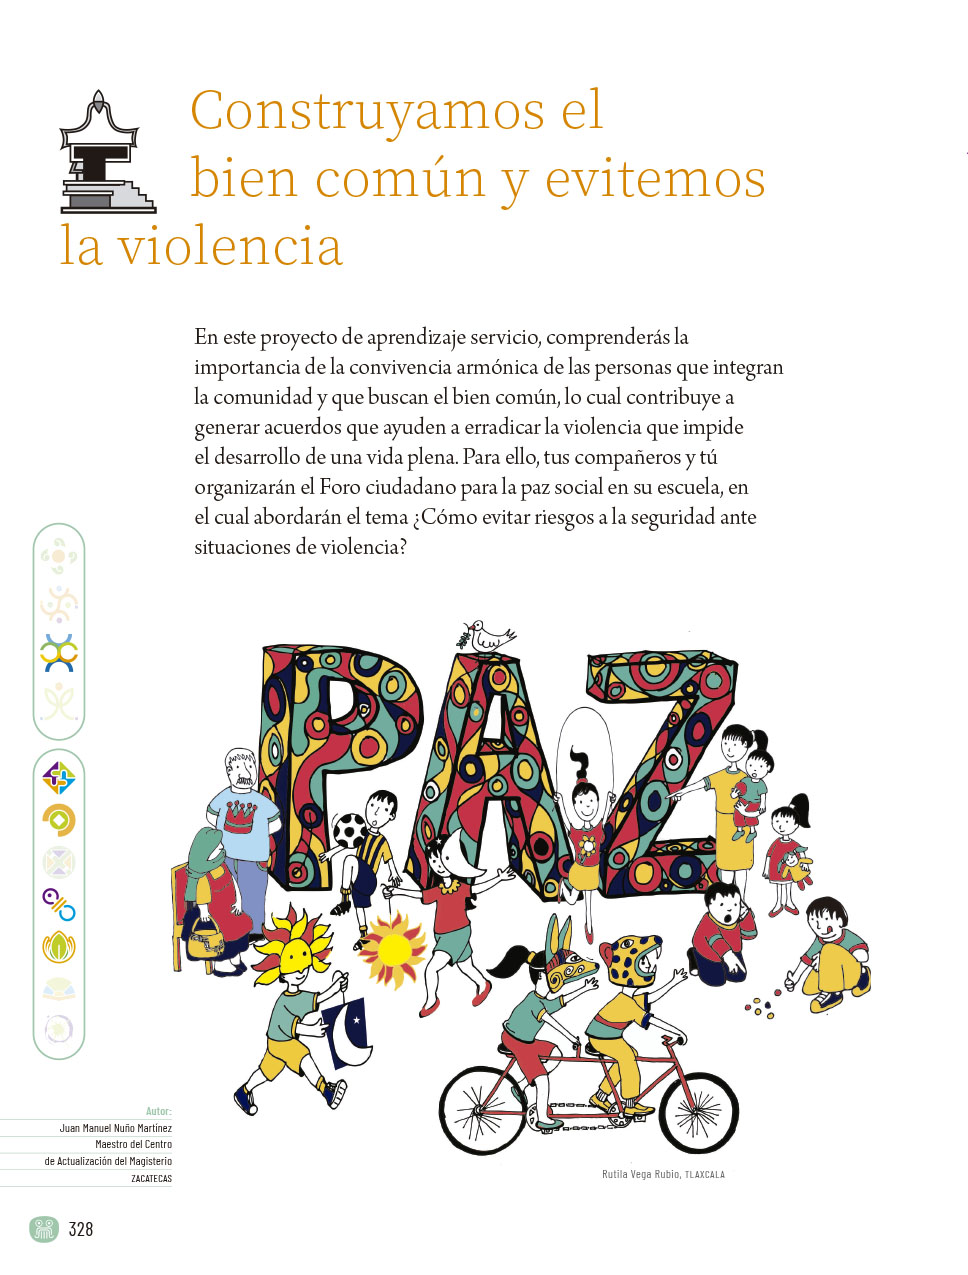 Construyamos el
bien común y evitemos
la violencia
En este proyecto de aprendizaje servicio, comprenderás la
importancia de la convivencia armónica de las personas que integran
la comunidad y que buscan el bien común, lo cual contribuye a
generar acuerdos que ayuden a erradicar la violencia que impide
el desarrollo de una vida plena. Para ello, tus compañeros y tú
organizarán el Foro ciudadano para la paz social en su escuela, en
el cual abordarán el tema ¿Cómo evitar riesgos a la seguridad ante
situaciones de violencia?
PAZ
Autor:
Juan Manuel Nuño Martínez
Maestro del Centro
de Actualización del Magisterio
ZACATECAS
Rutila Vega Rubio, TLAXCALA
328